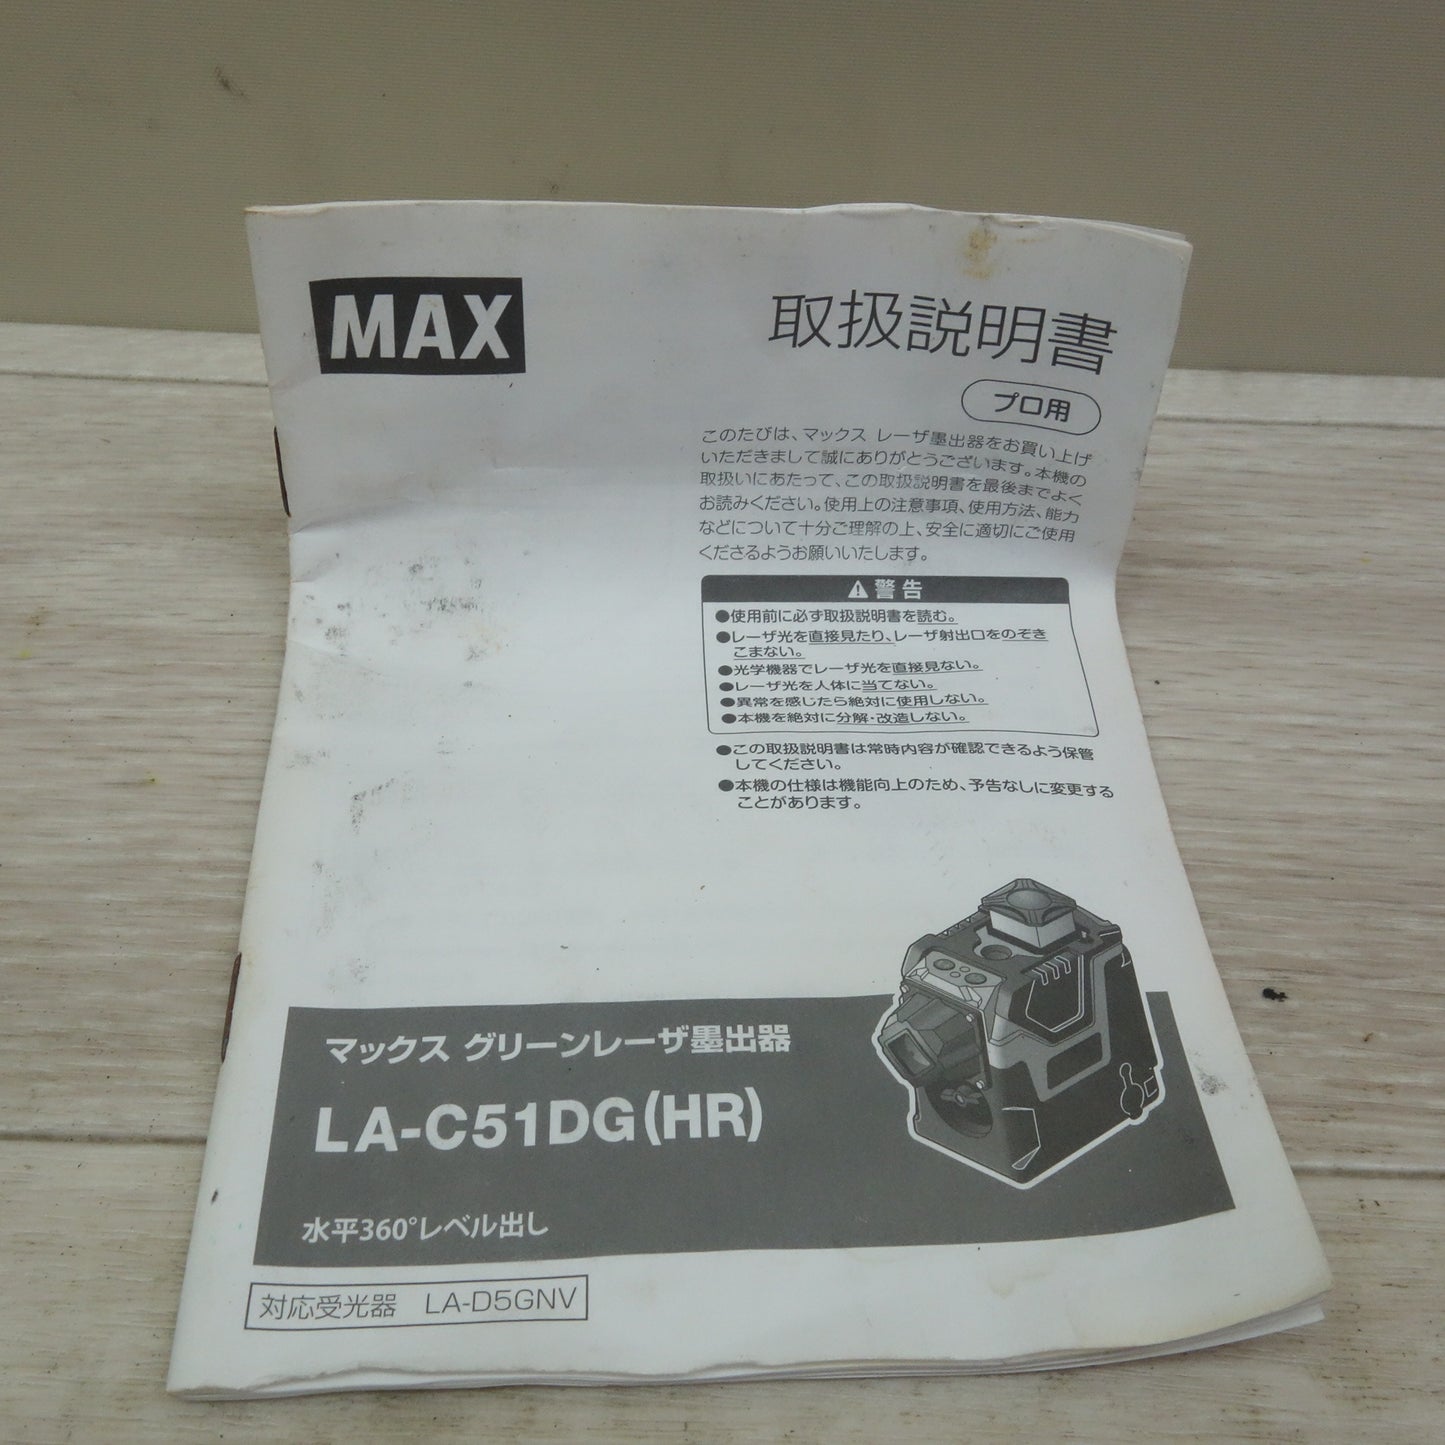 MAX
取扱説明書
プロ用
このたびは、マックス レーザ墨出器をお買い上げ
いただきまして誠にありがとうございます。本機の
取扱いにあたって、この取扱説明書を最後までよく
お読みください。使用上の注意事項、使用方法、能力
などについて十分ご理解の上、安全に適切にご使用
くださるようお願いいたします。
警告
●使用前に必ず取扱説明書を読む。
●レーザ光を直接見たり、レーザ射出口をのぞき
こまない。
●光学機器でレーザ光を直接見ない。
●レーザ光を人体に当てない。
●異常を感じたら絶対に使用しない。
●本機を絶対に分解・改造しない。
●この取扱説明書は常時内容が確認できるよう保管
してください。
●本機の仕様は機能向上のため、予告なしに変更する
ことがあります。
マックス グリーンレーザ墨出器
LA-C51DG(HR)
水平360°レベル出し
対応受光器 LA-D5GNV